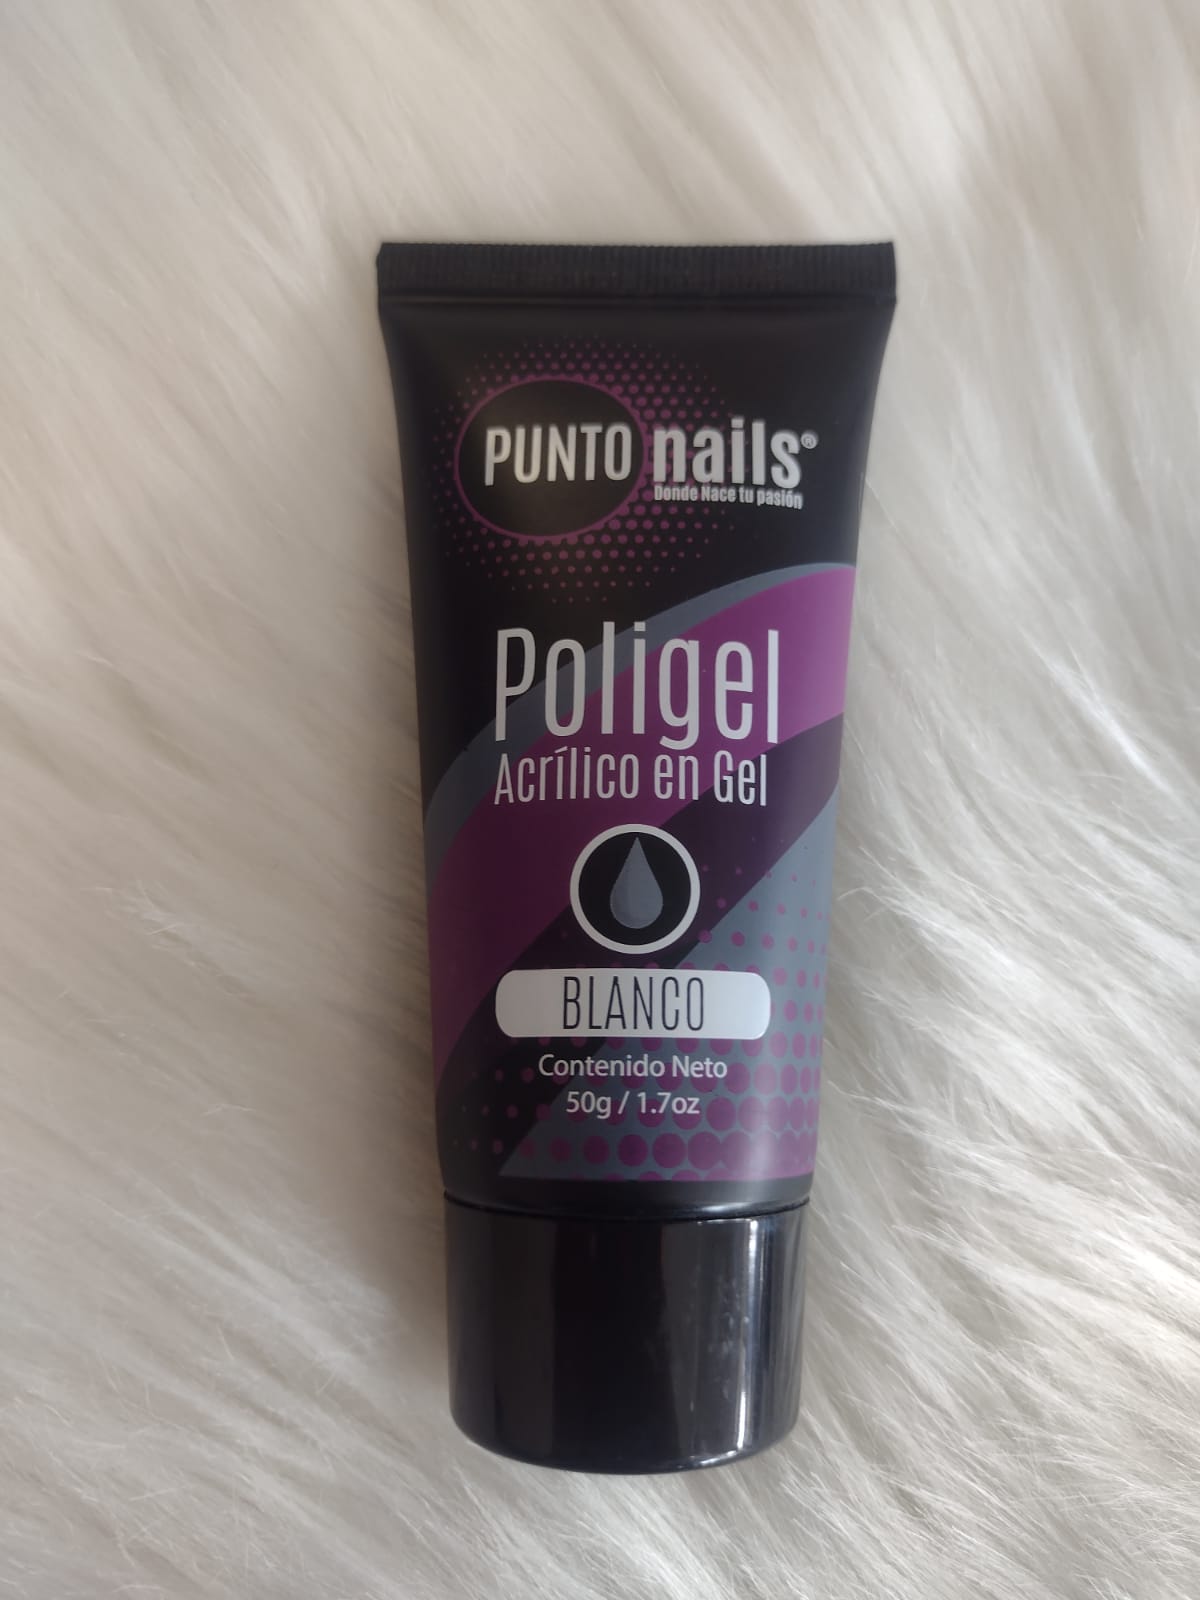 PUNTO nails®
Donde Nace tu pasión
Poligel
Acrílico en Gel
BLANCO
Contenido Neto
50g / 1.7oz